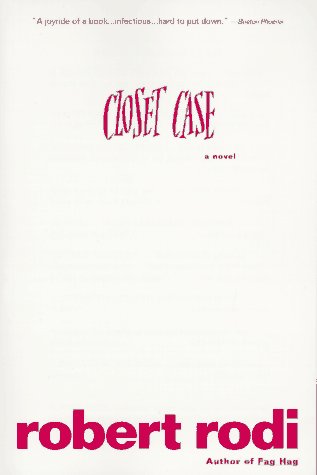 "A joyride of a book...infectious...hard to put down." —Boston Phoenix
CLOSET CASE
a novel
robert rodi
Author of Fag Hag